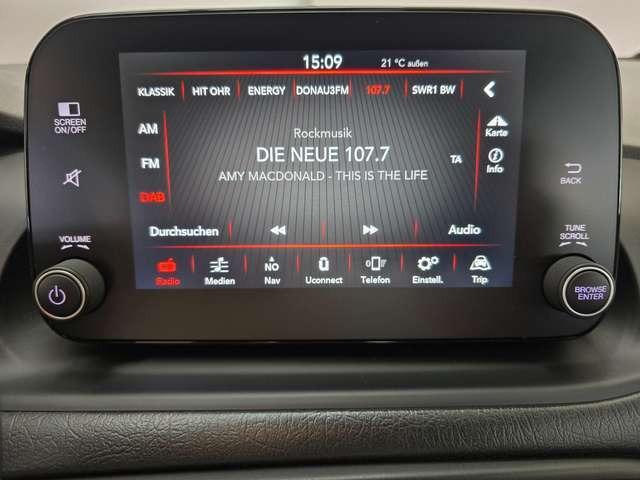 15:09 21 °C außen
KLASSIK HIT OHR ENERGY DONAU3FM 107.7 SWR1 BW
SCREEN
ON/OFF
AM
FM
DAB
Rockmusik
DIE NEUE 107.7
AMY MACDONALD - THIS IS THE LIFE
TA
Karte
Info
BACK
Durchsuchen Audio
VOLUME
TUNE
SCROLL
NO
Radio Medien Nav Uconnect Telefon Einstell. Trip
BROWSE
ENTER